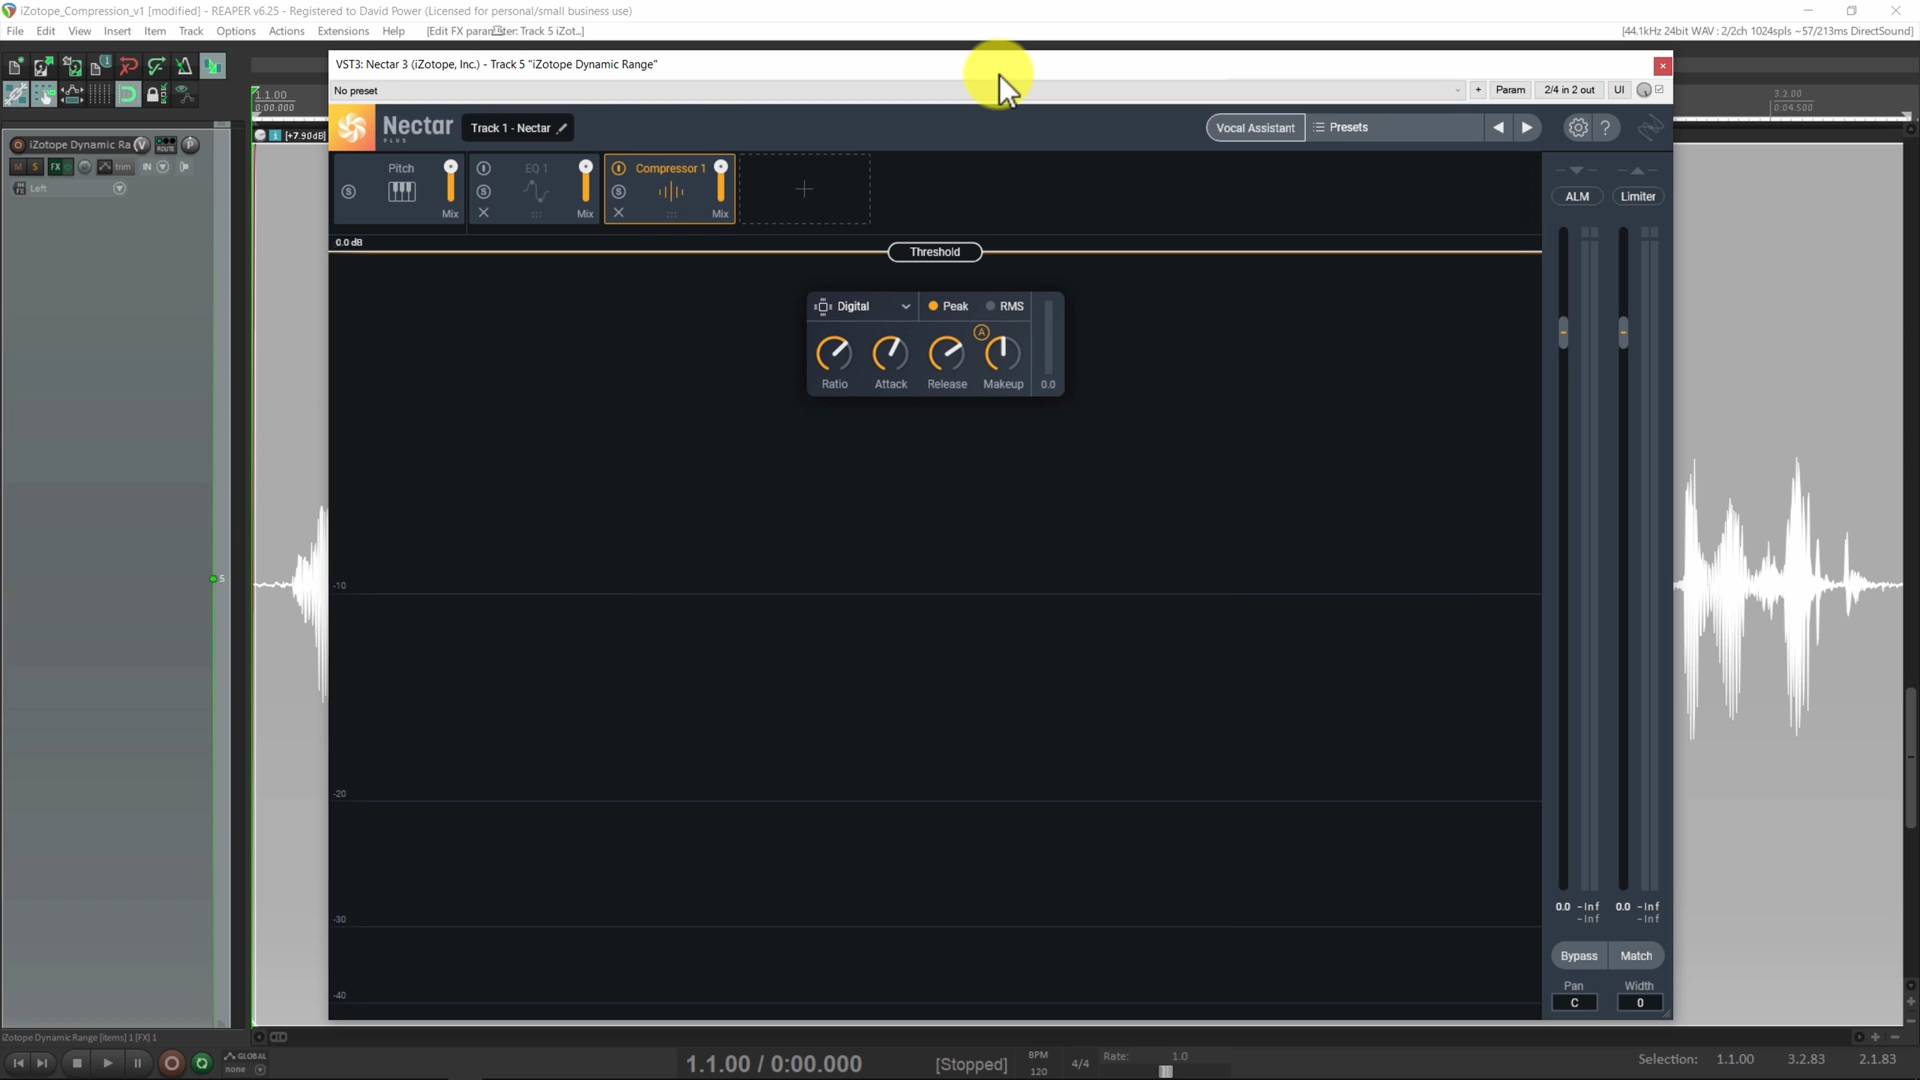 iZotope_Compression_v1 [modified] - REAPER v6.25 - Registered to David Power (Licensed for personal/small business use)
File Edit View Insert Item Track Options Actions Extensions Help
[44.1kHz 24bit WAV : 2/2ch 1024spls ~57/213ms DirectSound]
VST3: Nectar 3 (iZotope, Inc.) - Track 5 "iZotope Dynamic Range"
No preset + Param 2/4 in 2 out UI
1.1.00
0:00.000
3.2.00
0:04.500
Nectar
PLUS
Track 1 - Nectar
Vocal Assistant Presets ?
[+7.90dB]
iZotope Dynamic Ra V ROUTE P
M S FX trim IN
FX Left
Pitch S Mix
EQ 1 S Mix
Compressor 1 S Mix
ALM Limiter
0.0 dB
Threshold
Digital Peak RMS
A
Ratio Attack Release Makeup 0.0
S
-10
-20
-30
-40
0.0 -Inf 0.0 -Inf
-Inf -Inf
Bypass Match
Pan Width
C 0
iZotope Dynamic Range [items] 1 [FX] 1
GLOBAL
none
1.1.00 / 0:00.000
[Stopped]
BPM
120
4/4
Rate: 1.0
Selection: 1.1.00 3.2.83 2.1.83